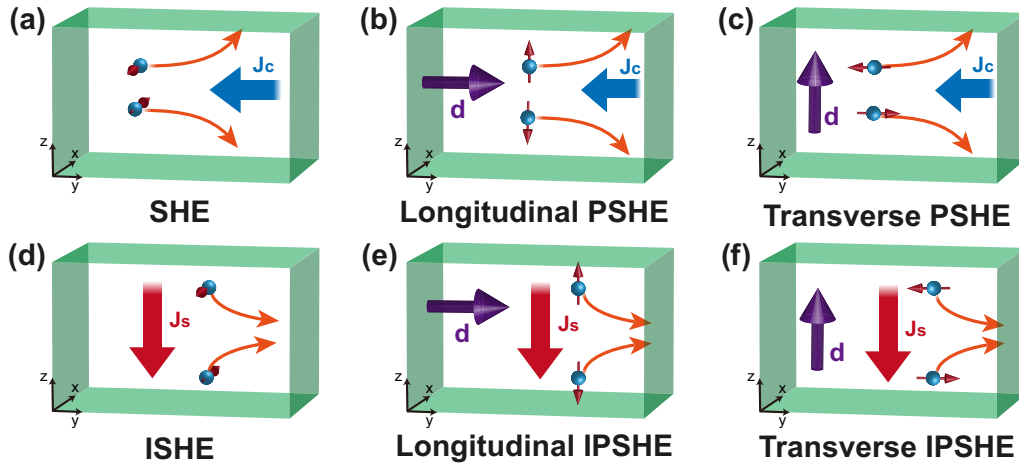 (a)
Jc
z
x
y
SHE
(b)
d
Jc
z
x
y
Longitudinal PSHE
(c)
d
Jc
z
x
y
Transverse PSHE
(d)
Js
z
x
y
ISHE
(e)
d
Js
z
x
y
Longitudinal IPSHE
(f)
d
Js
z
x
y
Transverse IPSHE